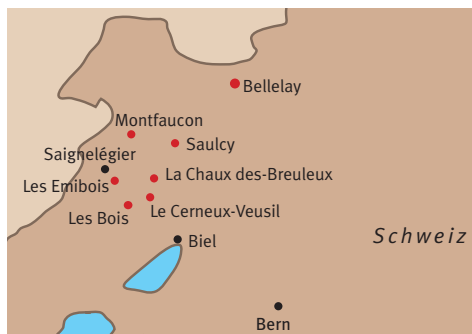 Bellelay
Montfaucon
Saulcy
Saignelégier
La Chaux des-Breuleux
Les Emibois
Le Cerneux-Veusil
Les Bois
Biel
Schweiz
Bern